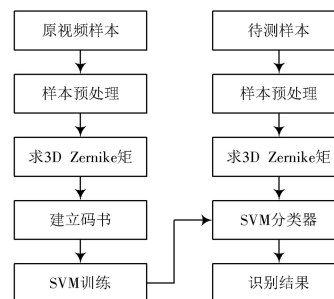 原视频样本
样本预处理
求3D Zernike矩
建立码书
SVM训练
待测样本
样本预处理
求3D Zernike矩
SVM分类器
识别结果